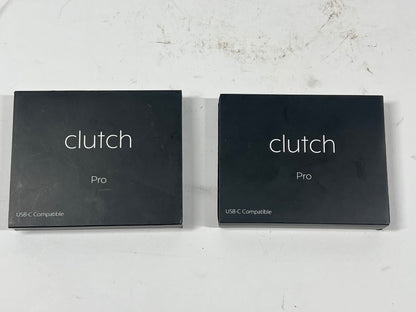 clutch
Pro
USB-C Compatible
clutch
Pro
USB-C Compatible